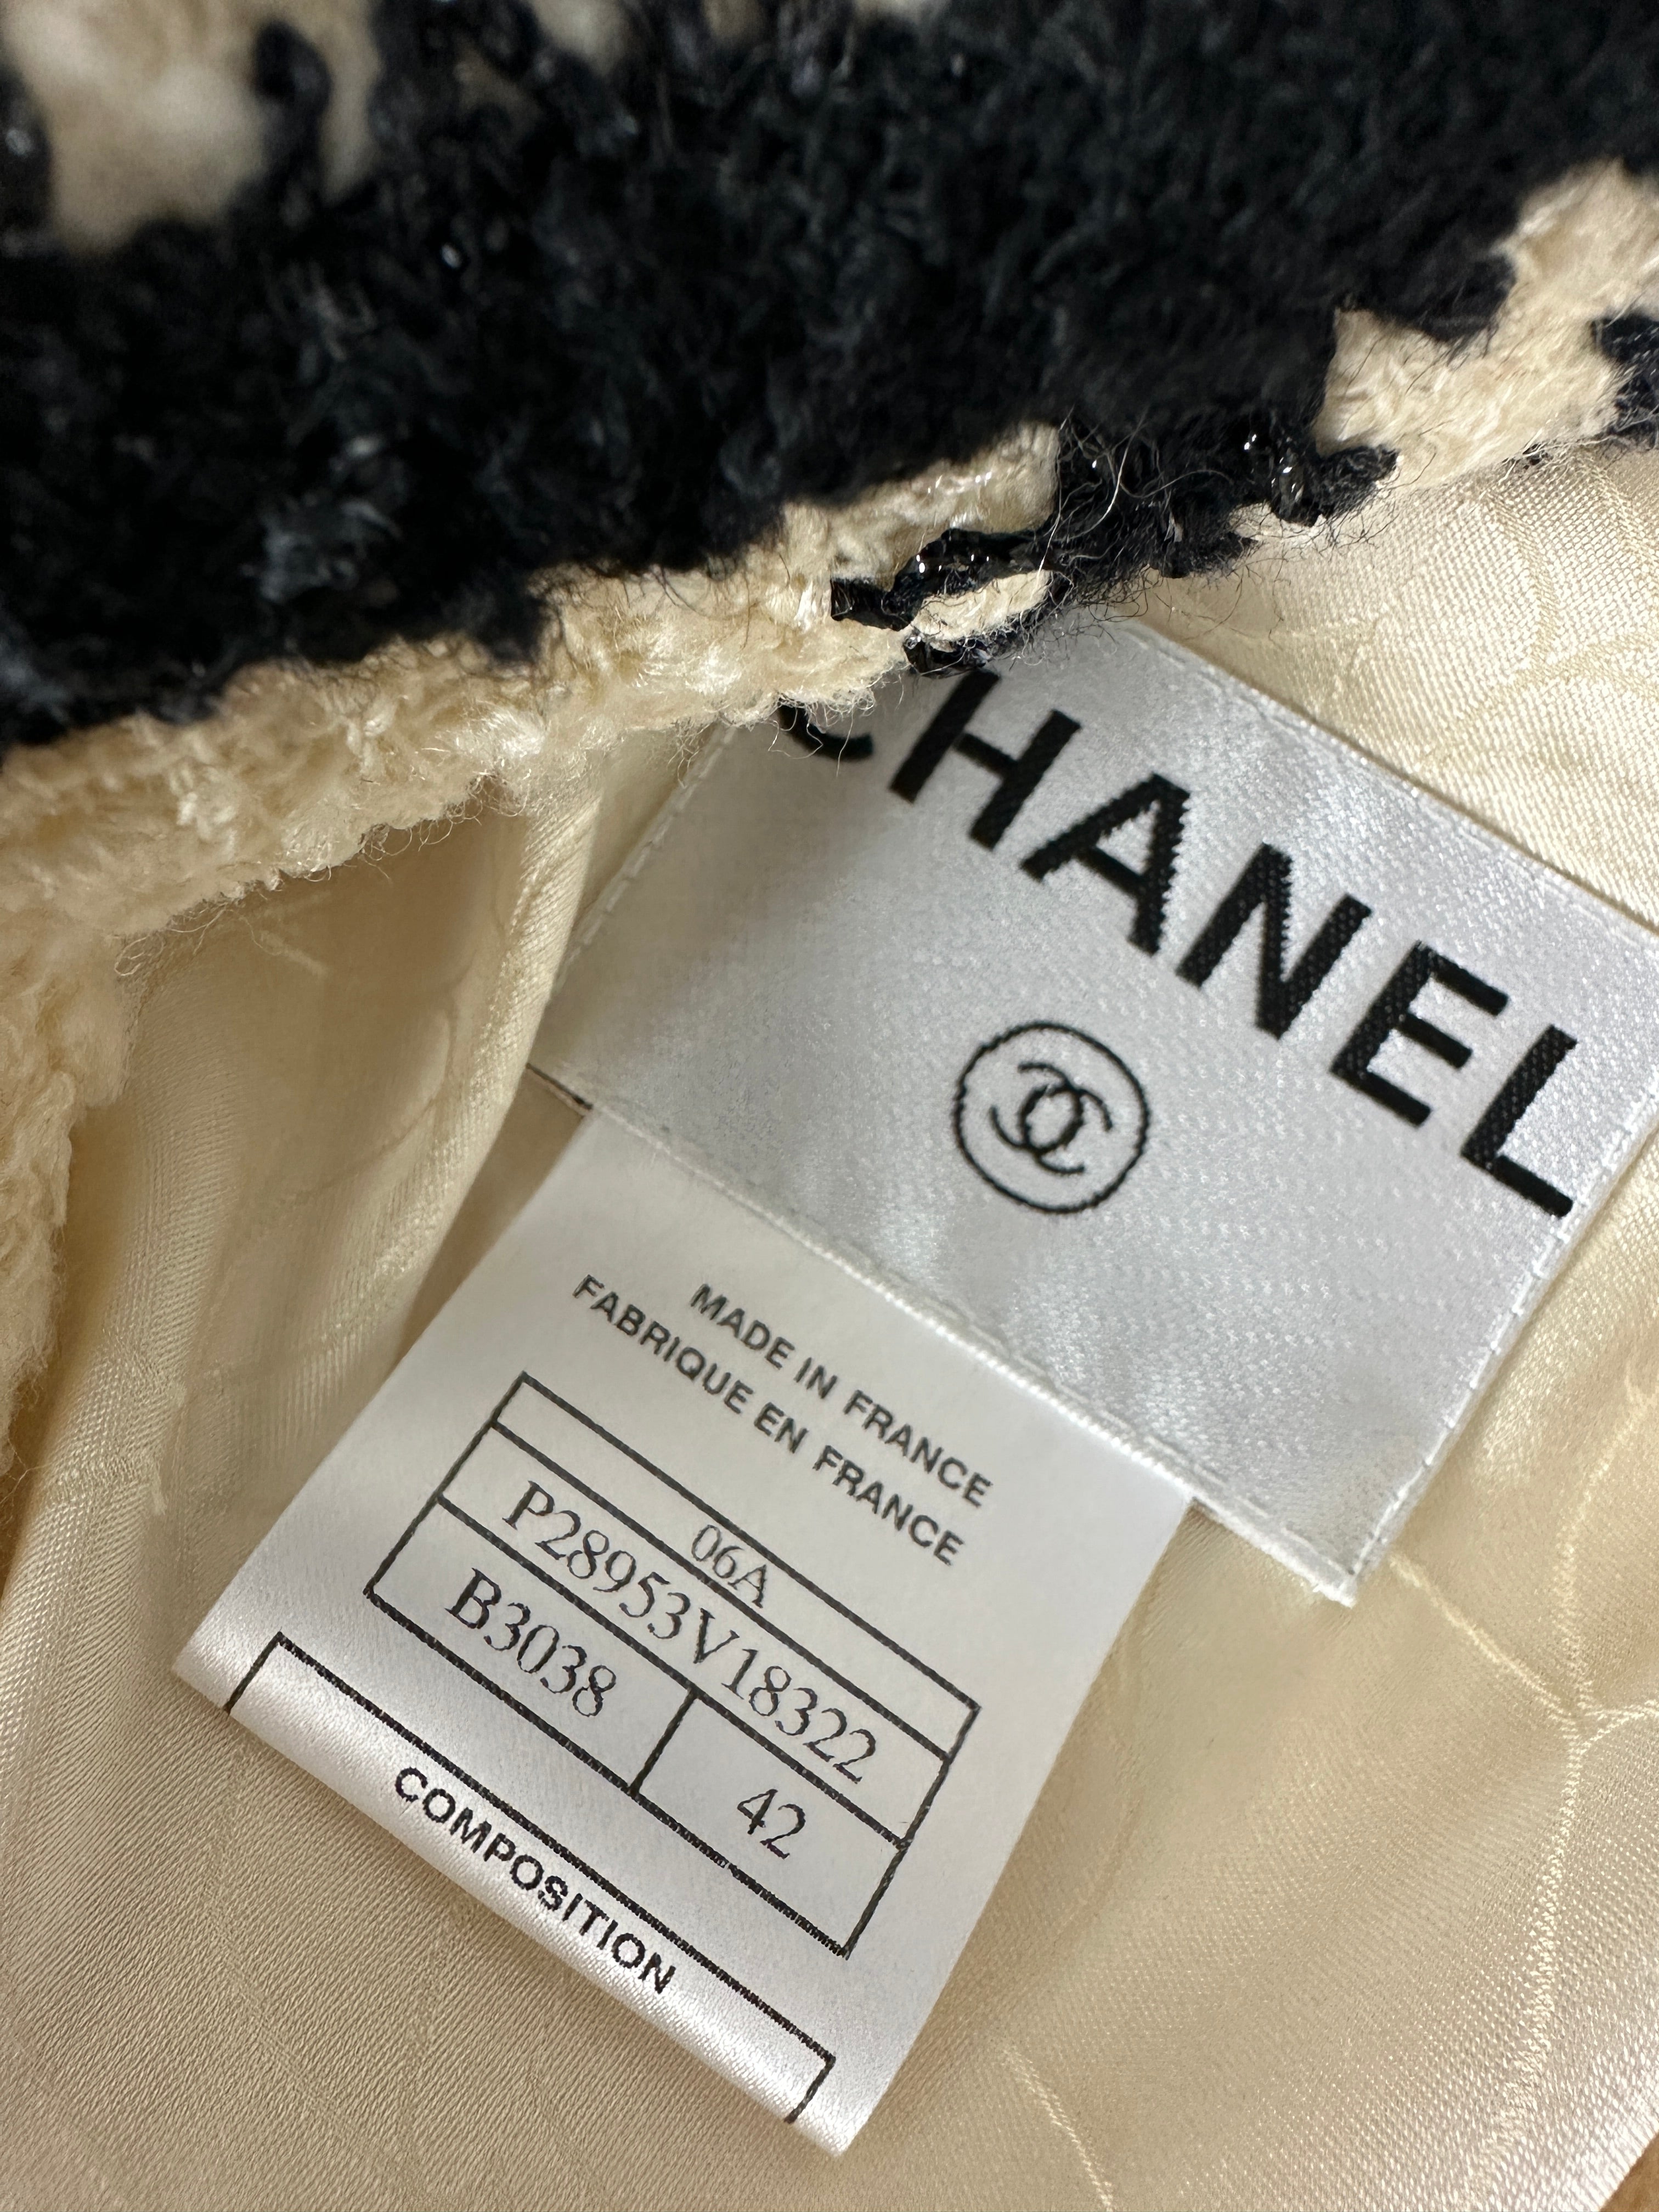 CHANEL
MADE IN FRANCE
FABRIQUE EN FRANCE
06A
P28953V18322
B3038 42
COMPOSITION